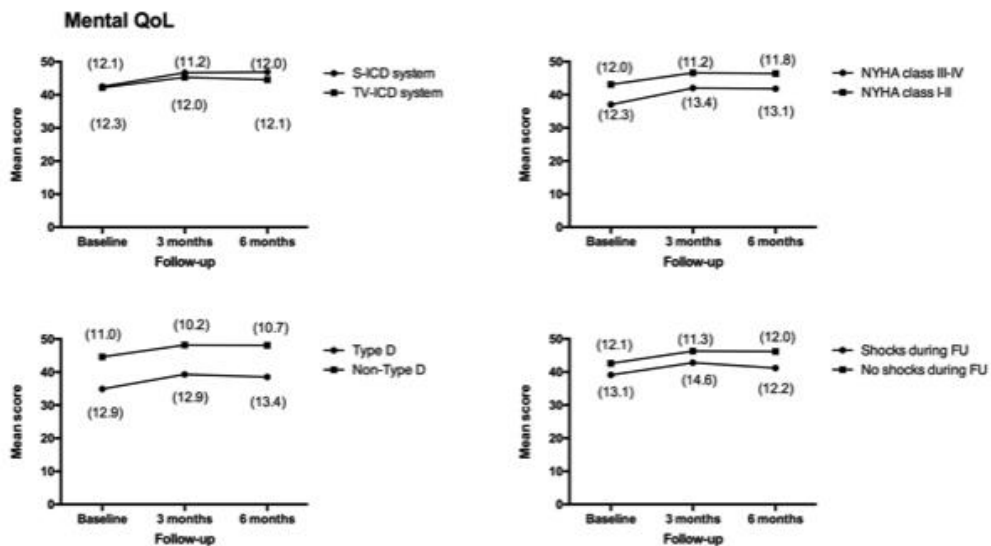 Mental QoL
50
40
30
20
10
0
Mean score
(12.1)
(11.2)
(12.0)
(12.3)
(12.0)
(12.1)
S-ICD system
TV-ICD system
Baseline
3 months
6 months
Follow-up
50
40
30
20
10
0
Mean score
(12.0)
(11.2)
(11.8)
(12.3)
(13.4)
(13.1)
NYHA class III-IV
NYHA class I-II
Baseline
3 months
6 months
Follow-up
50
40
30
20
10
0
Mean score
(11.0)
(10.2)
(10.7)
(12.9)
(12.9)
(13.4)
Type D
Non-Type D
Baseline
3 months
6 months
Follow-up
50
40
30
20
10
0
Mean score
(12.1)
(11.3)
(12.0)
(13.1)
(14.6)
(12.2)
Shocks during FU
No shocks during FU
Baseline
3 months
6 months
Follow-up